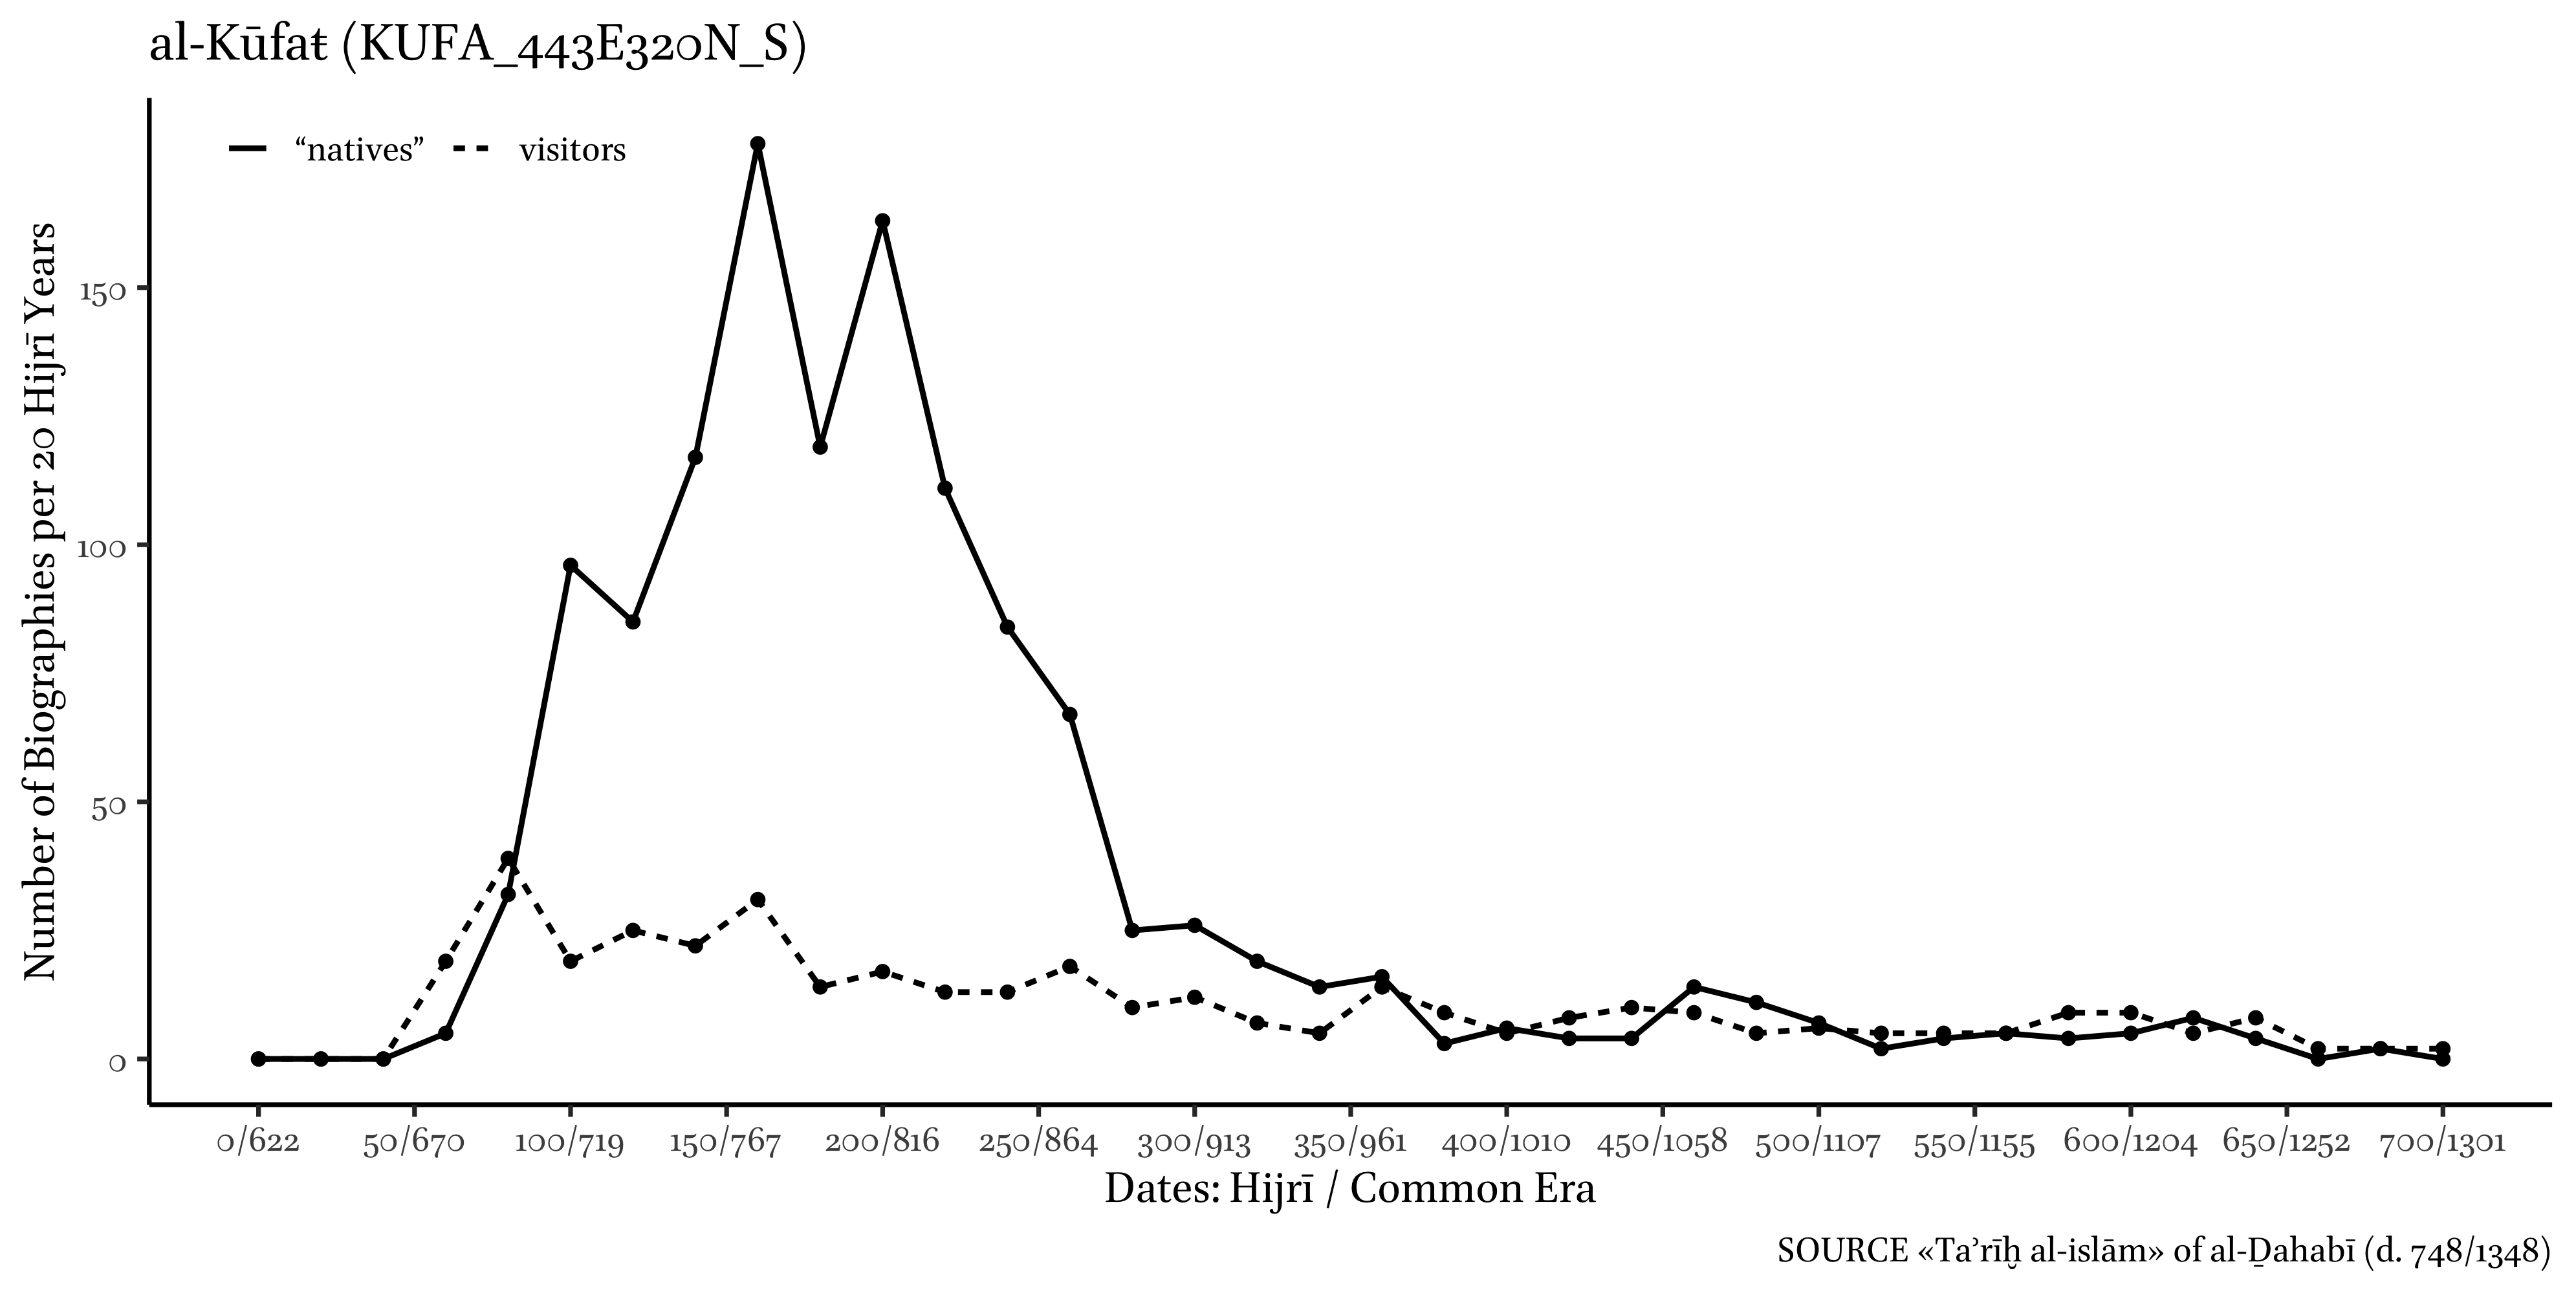 al-Kūfaŧ (KUFA_443E320N_S)
“natives” visitors
Number of Biographies per 20 Hijrī Years
150
100
50
0
0/622 50/670 100/719 150/767 200/816 250/864 300/913 350/961 400/1010 450/1058 500/1107 550/1155 600/1204 650/1252 700/1301
Dates: Hijrī / Common Era
SOURCE «Taʾrīḫ al-islām» of al-Ḏahabī (d. 748/1348)